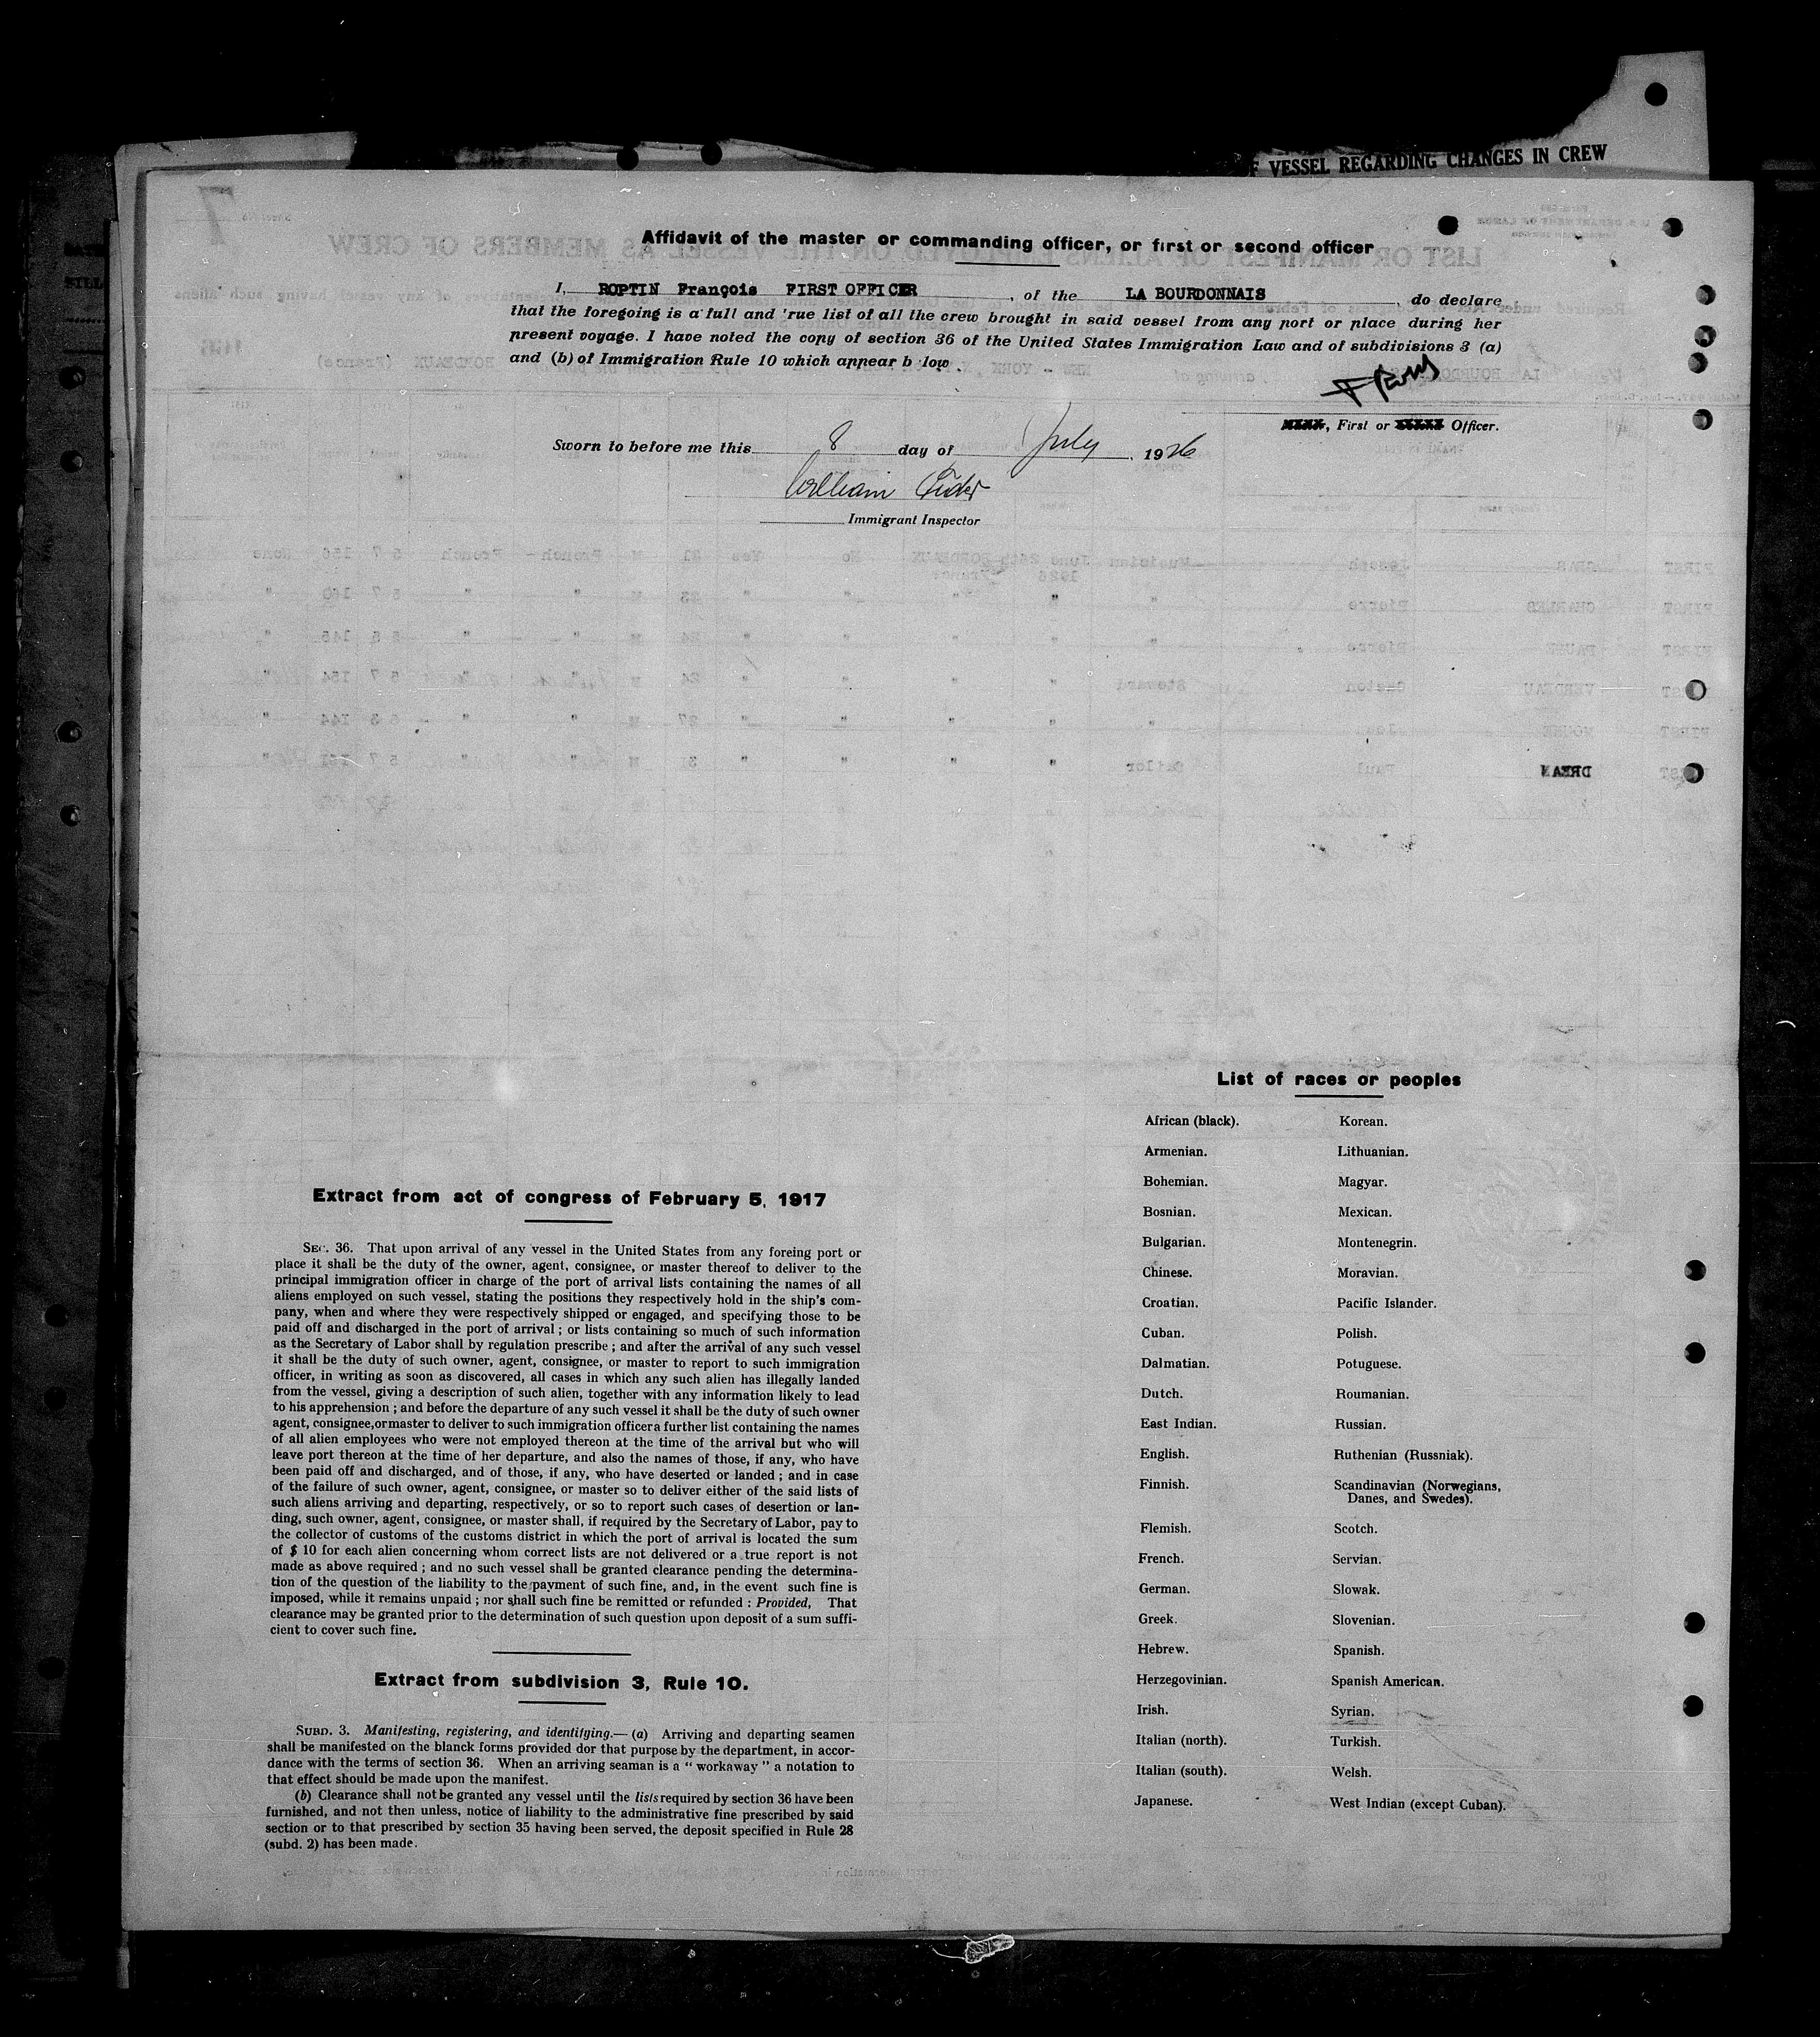 F VESSEL REGARDING CHANGES IN CREW
Affidavit of the master or commanding officer, or first or second officer
I, ROPTIN François FIRST OFFICER, of the LA BOURDONNAIS, do declare
that the foregoing is a full and rue list of all the crew brought in said vessel from any port or place during her
present voyage. I have noted the copy of section 36 of the United States Immigration Law and of subdivisions 3 (a)
and (b) of Immigration Rule 10 which appear b low.
XXXX, First or XXXXX Officer.
Sworn to before me this 8 day of July, 1926
William
Immigrant Inspector
List of races or peoples
African (black). Korean.
Armenian. Lithuanian.
Bohemian. Magyar.
Bosnian. Mexican.
Bulgarian. Montenegrin.
Chinese. Moravian.
Croatian. Pacific Islander.
Cuban. Polish.
Dalmatian. Potuguese.
Dutch. Roumanian.
East Indian. Russian.
English. Ruthenian (Russniak).
Finnish. Scandinavian (Norwegians,
Danes, and Swedes).
Flemish. Scotch.
French. Servian.
German. Slowak.
Greek. Slovenian.
Hebrew. Spanish.
Herzegovinian. Spanish American.
Irish. Syrian.
Italian (north). Turkish.
Italian (south). Welsh.
Japanese. West Indian (except Cuban).
Extract from act of congress of February 5, 1917
SEC. 36. That upon arrival of any vessel in the United States from any foreing port or
place it shall be the duty of the owner, agent, consignee, or master thereof to deliver to the
principal immigration officer in charge of the port of arrival lists containing the names of all
aliens employed on such vessel, stating the positions they respectively hold in the ship's com-
pany, when and where they were respectively shipped or engaged, and specifying those to be
paid off and discharged in the port of arrival ; or lists containing so much of such information
as the Secretary of Labor shall by regulation prescribe ; and after the arrival of any such vessel
it shall be the duty of such owner, agent, consignee, or master to report to such immigration
officer, in writing as soon as discovered, all cases in which any such alien has illegally landed
from the vessel, giving a description of such alien, together with any information likely to lead
to his apprehension ; and before the departure of any such vessel it shall be the duty of such owner
agent, consignee, or master to deliver to such immigration officer a further list containing the names
of all alien employees who were not employed thereon at the time of the arrival but who will
leave port thereon at the time of her departure, and also the names of those, if any, who have
been paid off and discharged, and of those, if any, who have deserted or landed ; and in case
of the failure of such owner, agent, consignee, or master so to deliver either of the said lists of
such aliens arriving and departing, respectively, or so to report such cases of desertion or lan-
ding, such owner, agent, consignee, or master shall, if required by the Secretary of Labor, pay to
the collector of customs of the customs district in which the port of arrival is located the sum
of $ 10 for each alien concerning whom correct lists are not delivered or a true report is not
made as above required ; and no such vessel shall be granted clearance pending the determina-
tion of the question of the liability to the payment of such fine, and, in the event such fine is
imposed, while it remains unpaid ; nor shall such fine be remitted or refunded : Provided, That
clearance may be granted prior to the determination of such question upon deposit of a sum suffi-
cient to cover such fine.
Extract from subdivision 3, Rule 10.
SUBD. 3. Manifesting, registering, and identifging.— (a) Arriving and departing seamen
shall be manifested on the blanck forms provided dor that purpose by the department, in accor-
dance with the terms of section 36. When an arriving seaman is a " workaway " a notation to
that effect should be made upon the manifest.
(b) Clearance shall not be granted any vessel until the lists required by section 36 have been
furnished, and not then unless, notice of liability to the administrative fine prescribed by said
section or to that prescribed by section 35 having been served, the deposit specified in Rule 28
(subd. 2) has been made.